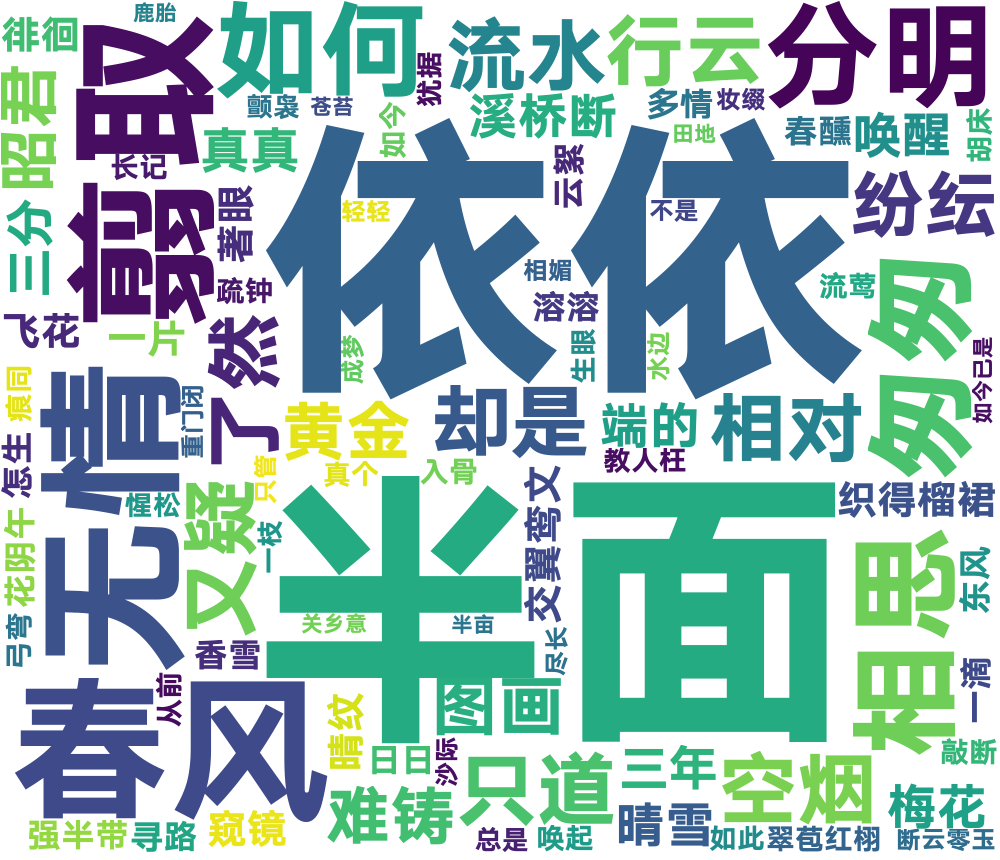 鹿胎
徘徊
取
如何
流水
行云
分明
昭君
犹据
颤袅
苍苔
如今
溪桥断
多情
妆缀
田地
春醺
唤醒
胡床
真真
长记
云絮
依依
剪
三分
著眼
轻轻
不是
纷纭
疏钟
相媚
溶溶
流莺
匆匆
飞花
一片
了然
成梦
生眼
水边
如今已是
无情
痕同
重门闭
黄金
却是
端的
相对
教人枉
怎生
只管
真个
入骨
惺松
又疑
一枝
半面
交翼鸳文
织得榴裙
相思
花阴午
东风
弓弯
关乡意
半亩
尽长
香雪
从前
春风
图画
一滴
晴纹
日日
沙际
只道
三年
空烟
敲断
难铸
梅花
强半带
寻路
窥镜
总是
唤起
晴雪
如此
翠苞红栩
断云零玉